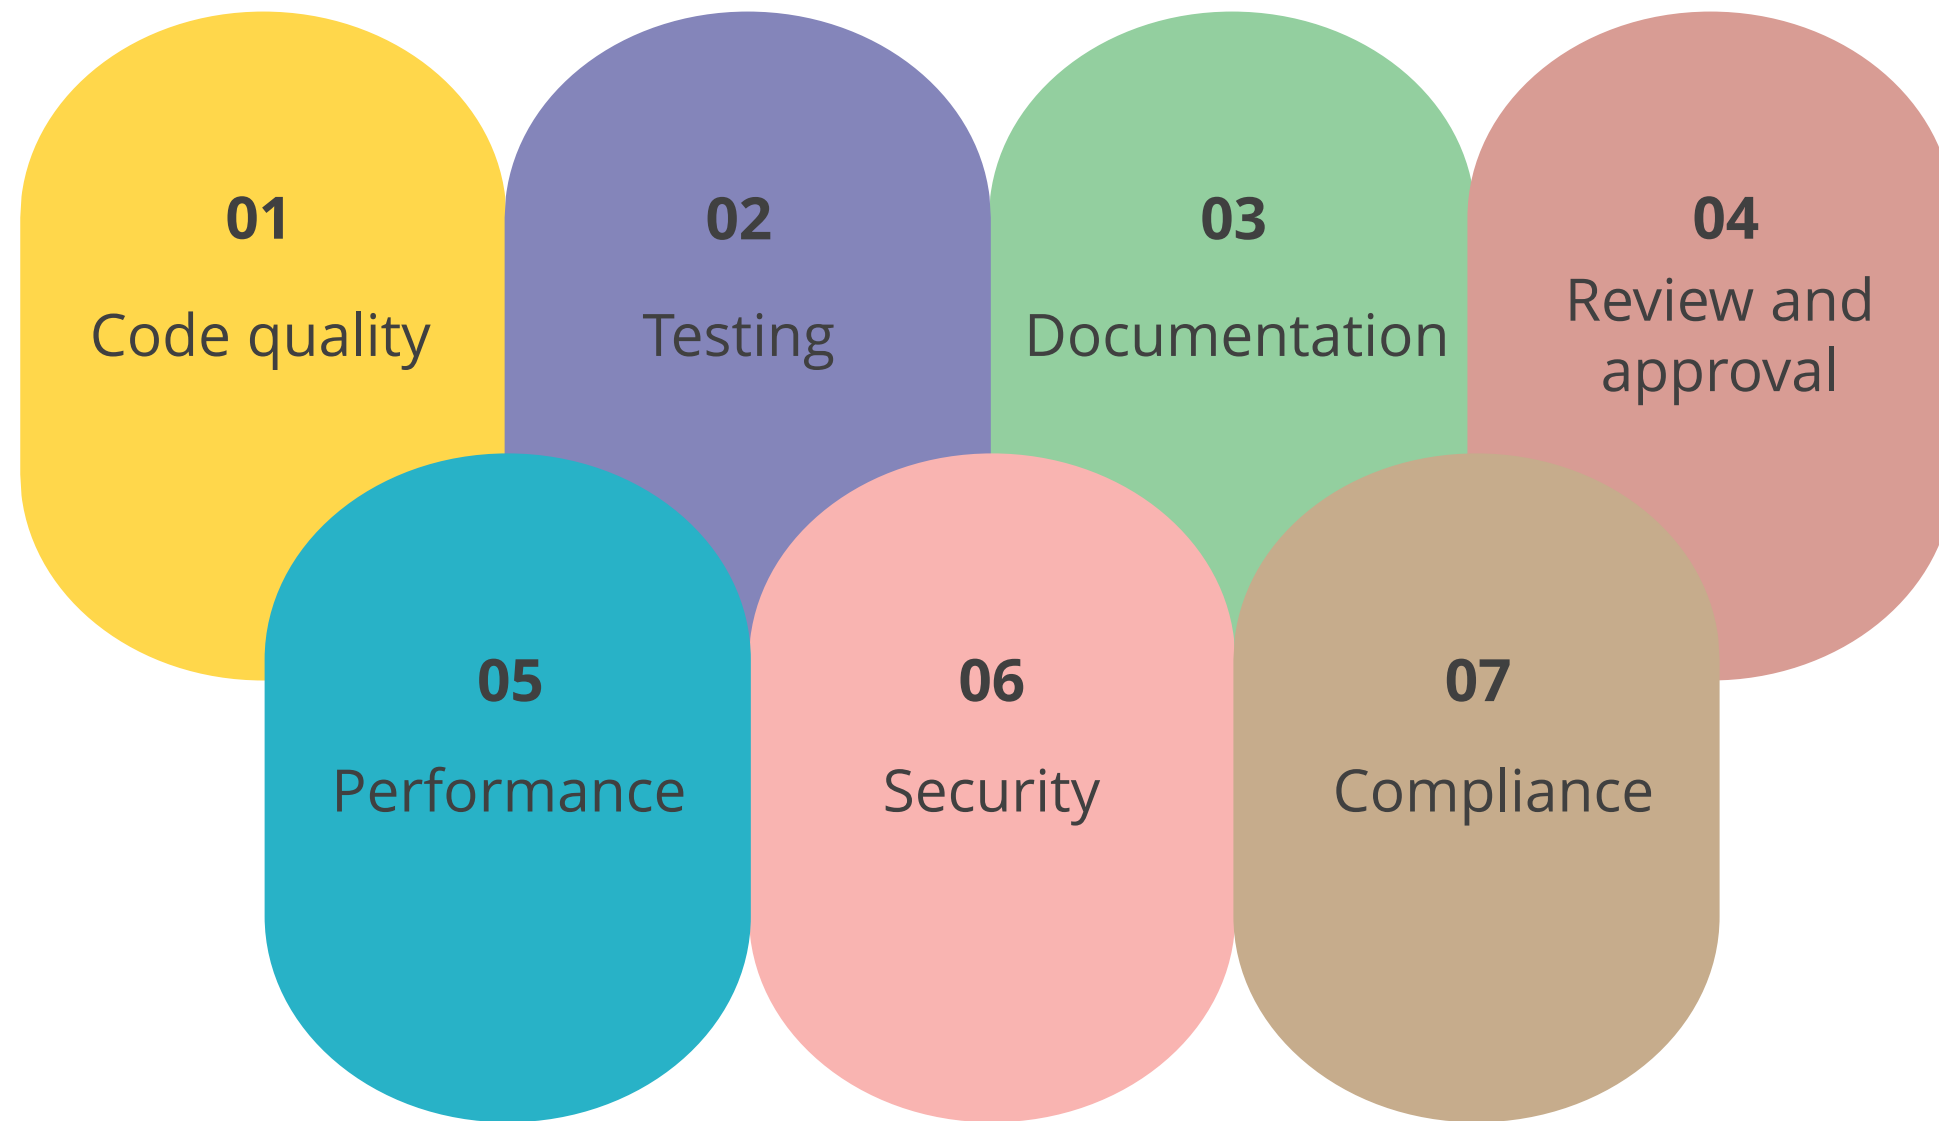 01
Code quality
02
Testing
03
Documentation
04
Review and
approval
05
Performance
06
Security
07
Compliance